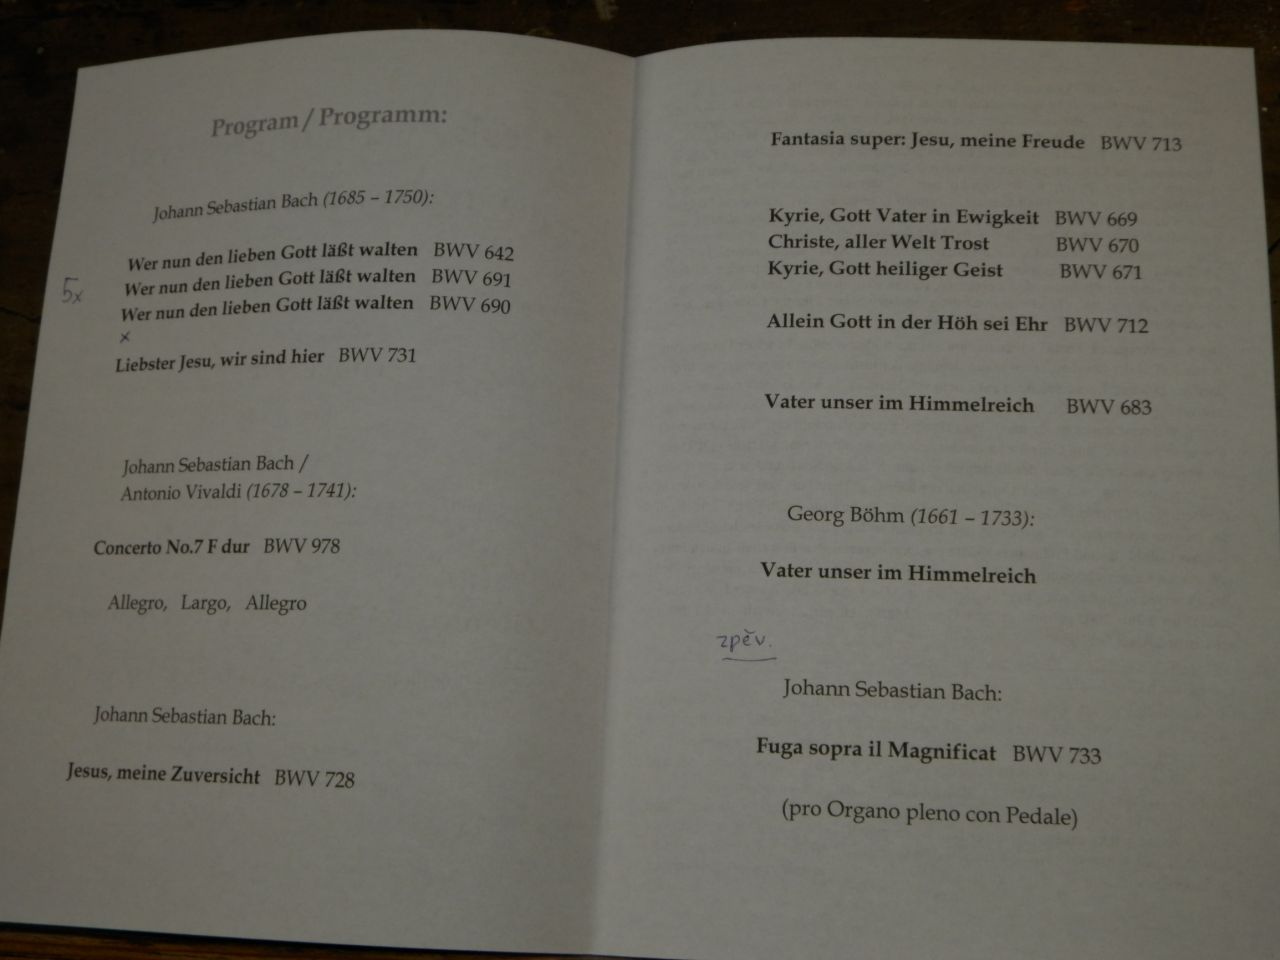 Program / Programm:
Johann Sebastian Bach (1685 – 1750):
Wer nun den lieben Gott läßt walten BWV 642
Wer nun den lieben Gott läßt walten BWV 691
5x
Wer nun den lieben Gott läßt walten BWV 690
x
Liebster Jesu, wir sind hier BWV 731
Johann Sebastian Bach /
Antonio Vivaldi (1678 – 1741):
Concerto No.7 F dur BWV 978
Allegro, Largo, Allegro
Johann Sebastian Bach:
Jesus, meine Zuversicht BWV 728
Fantasia super: Jesu, meine Freude BWV 713
Kyrie, Gott Vater in Ewigkeit BWV 669
Christe, aller Welt Trost BWV 670
Kyrie, Gott heiliger Geist BWV 671
Allein Gott in der Höh sei Ehr BWV 712
Vater unser im Himmelreich BWV 683
Georg Böhm (1661 – 1733):
Vater unser im Himmelreich
zpěv.
Johann Sebastian Bach:
Fuga sopra il Magnificat BWV 733
(pro Organo pleno con Pedale)